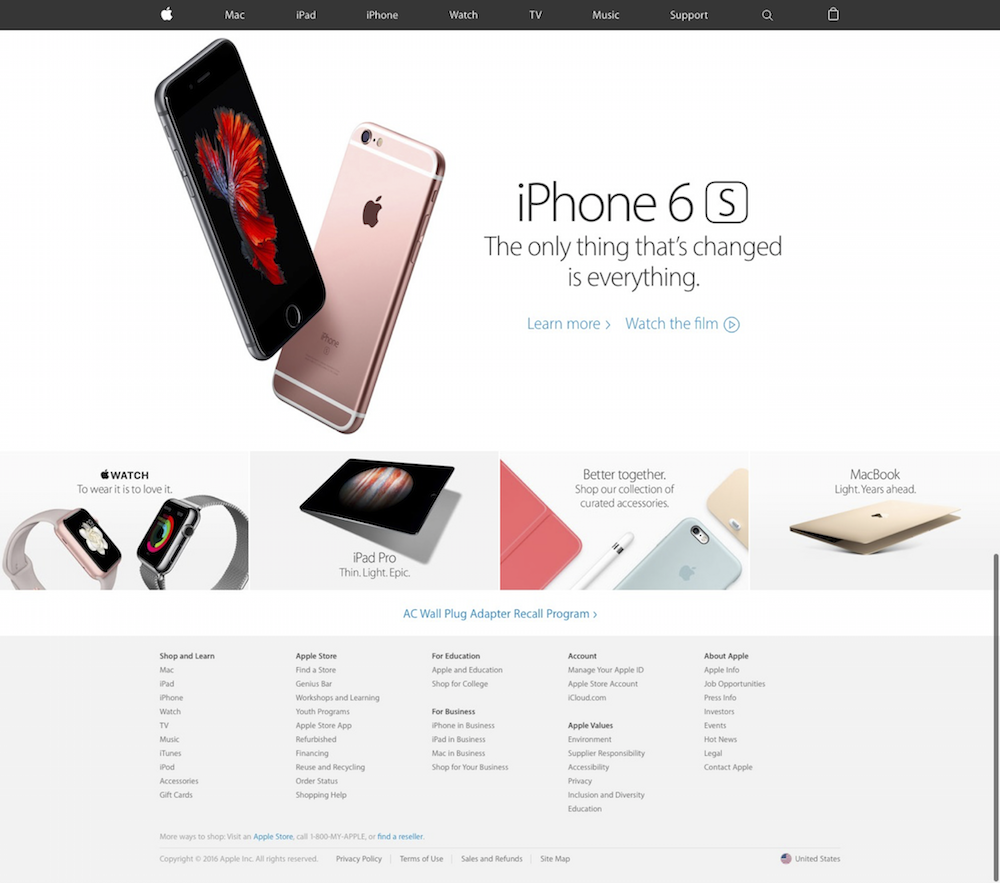 Mac iPad iPhone Watch TV Music Support
iPhone 6 S
The only thing that's changed
is everything.
Learn more › Watch the film
iPhone
S
WATCH
To wear it is to love it.
iPad Pro
Thin. Light. Epic.
Better together.
Shop our collection of
curated accessories.
MacBook
Light. Years ahead.
AC Wall Plug Adapter Recall Program ›
Shop and Learn
Mac
iPad
iPhone
Watch
TV
Music
iTunes
iPod
Accessories
Gift Cards
Apple Store
Find a Store
Genius Bar
Workshops and Learning
Youth Programs
Apple Store App
Refurbished
Financing
Reuse and Recycling
Order Status
Shopping Help
For Education
Apple and Education
Shop for College
For Business
iPhone in Business
iPad in Business
Mac in Business
Shop for Your Business
Account
Manage Your Apple ID
Apple Store Account
iCloud.com
Apple Values
Environment
Supplier Responsibility
Accessibility
Privacy
Inclusion and Diversity
Education
About Apple
Apple Info
Job Opportunities
Press Info
Investors
Events
Hot News
Legal
Contact Apple
More ways to shop: Visit an Apple Store, call 1-800-MY-APPLE, or find a reseller.
Copyright © 2016 Apple Inc. All rights reserved. Privacy Policy | Terms of Use | Sales and Refunds | Site Map United States